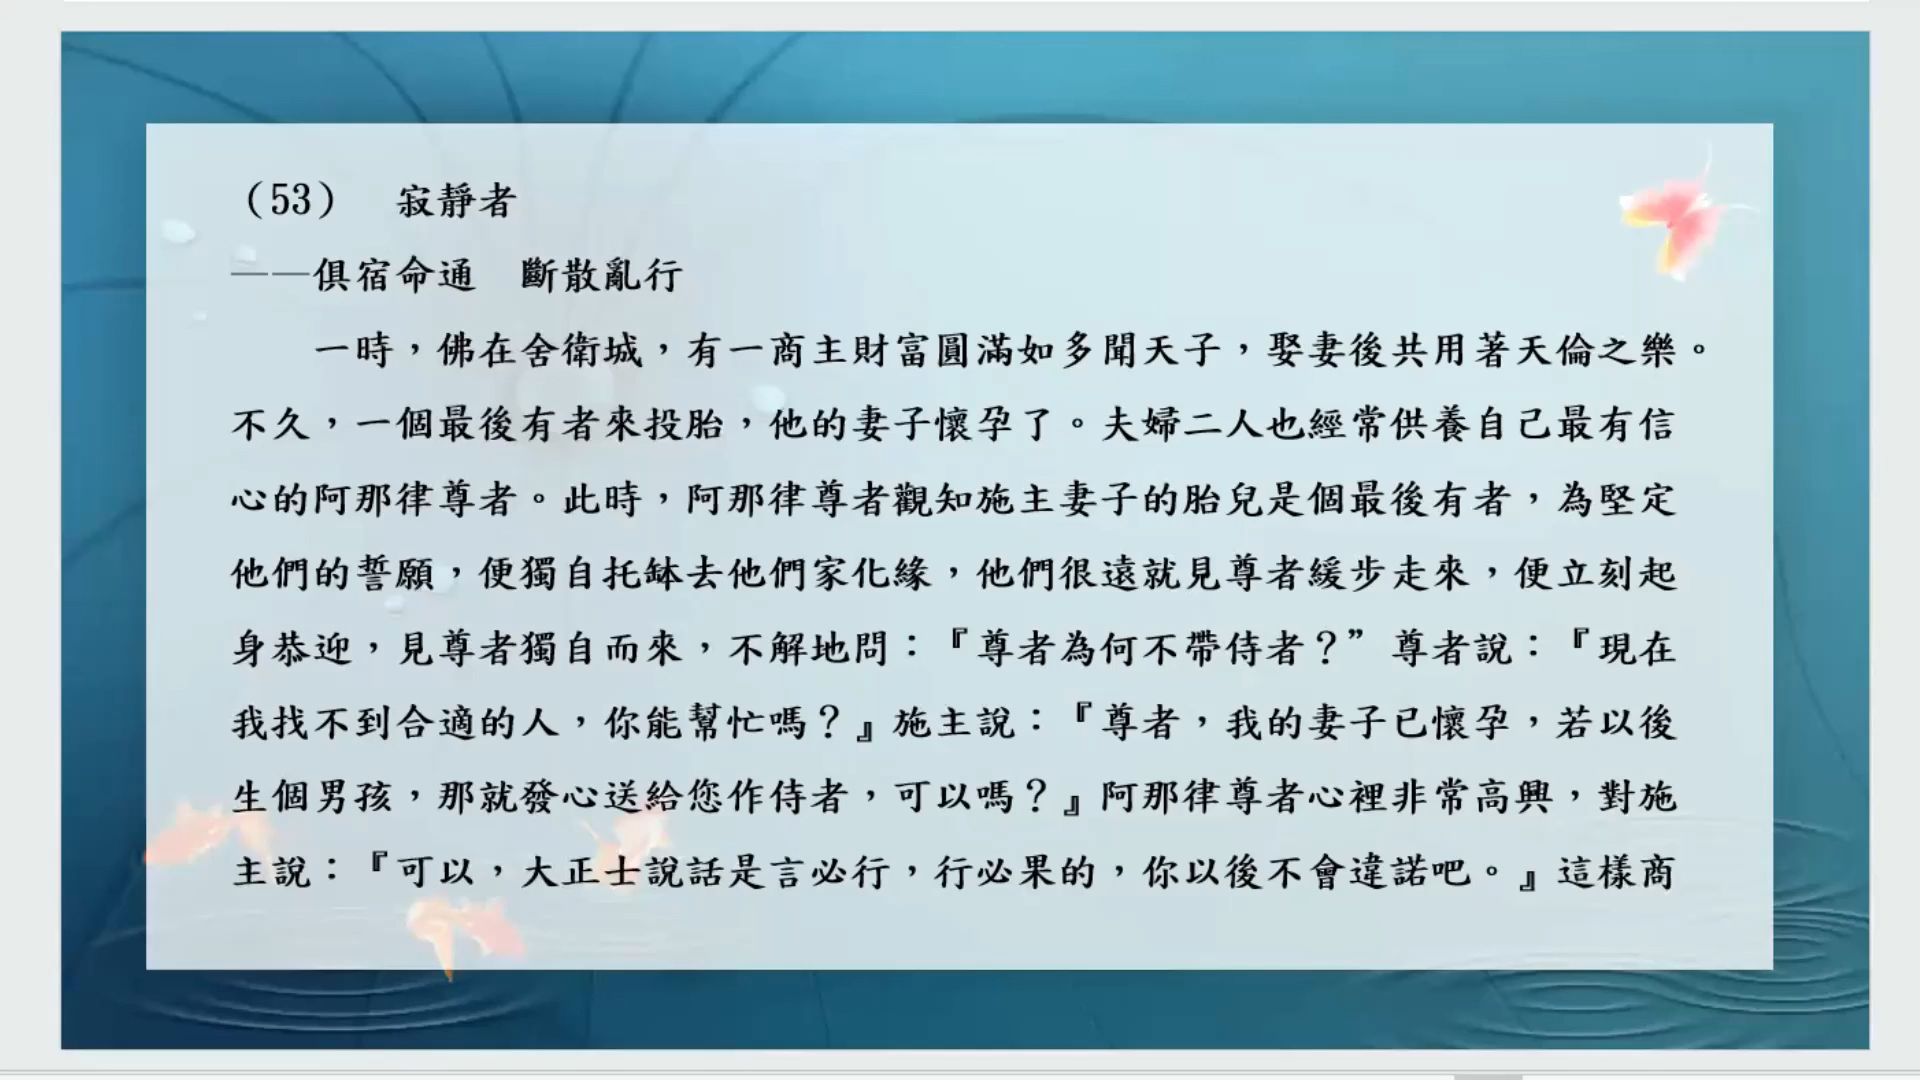 （53）　寂靜者
——俱宿命通　斷散亂行
一時，佛在舍衛城，有一商主財富圓滿如多聞天子，娶妻後共用著天倫之樂。
不久，一個最後有者來投胎，他的妻子懷孕了。夫婦二人也經常供養自己最有信
心的阿那律尊者。此時，阿那律尊者觀知施主妻子的胎兒是個最後有者，為堅定
他們的誓願，便獨自托缽去他們家化緣，他們很遠就見尊者緩步走來，便立刻起
身恭迎，見尊者獨自而來，不解地問：『尊者為何不帶侍者？”尊者說：『現在
我找不到合適的人，你能幫忙嗎？』施主說：『尊者，我的妻子已懷孕，若以後
生個男孩，那就發心送給您作侍者，可以嗎？』阿那律尊者心裡非常高興，對施
主說：『可以，大正士說話是言必行，行必果的，你以後不會違諾吧。』這樣商